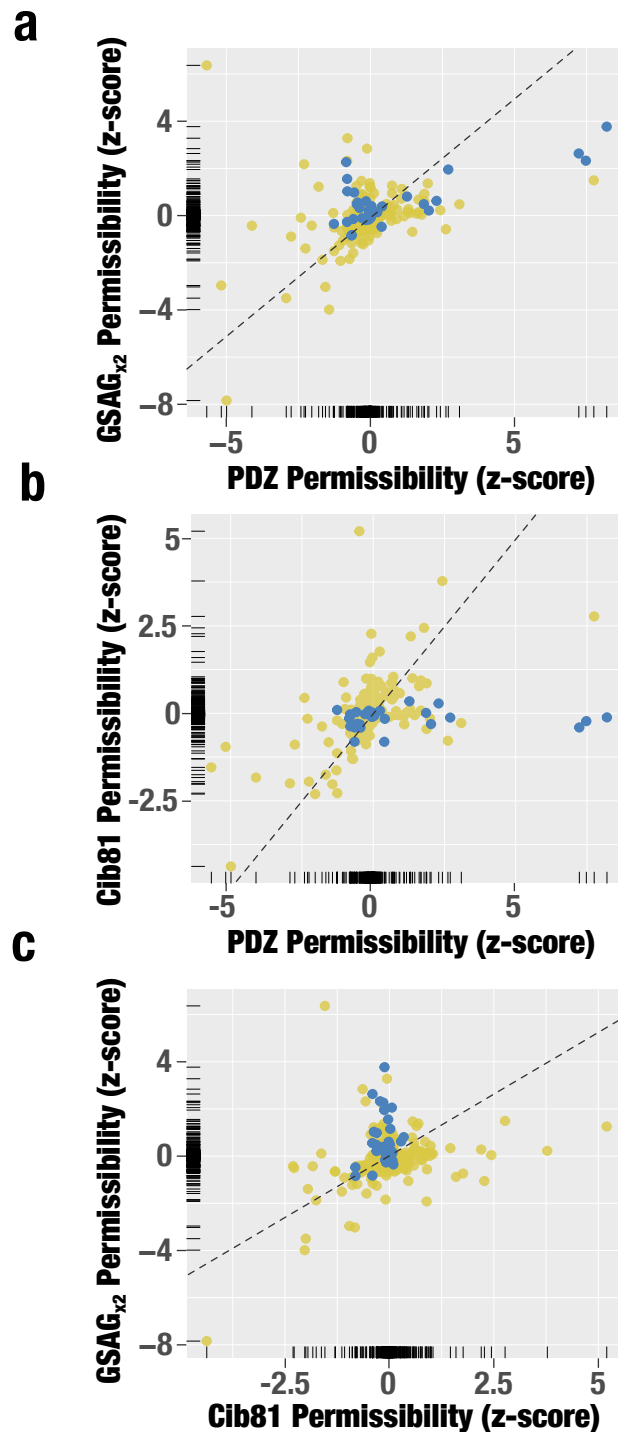 a
GSAGx2 Permissibility (z-score)
4
0
−4
−8
−5
0
5
PDZ Permissibility (z-score)
b
Cib81 Permissibility (z-score)
5
2.5
0
-2.5
-5
0
5
PDZ Permissibility (z-score)
c
GSAGx2 Permissibility (z-score)
4
0
−4
−8
-2.5
0
2.5
5
Cib81 Permissibility (z-score)